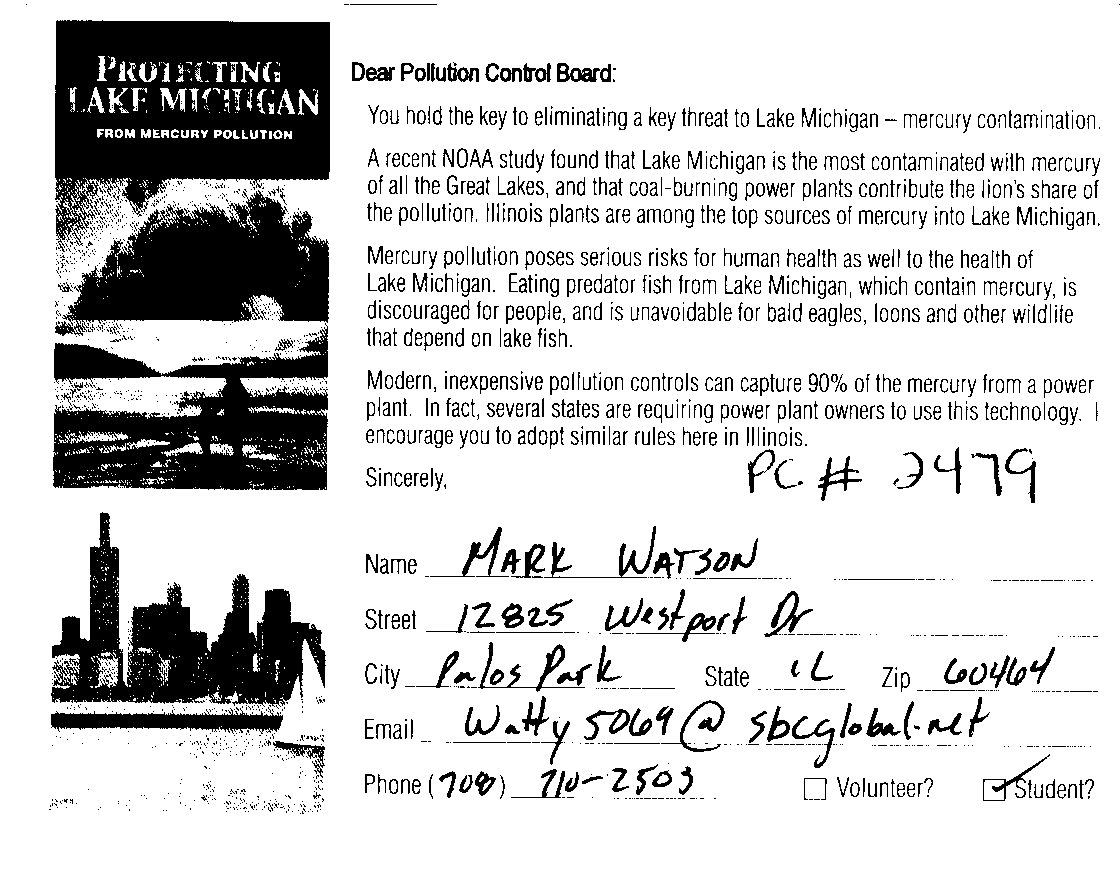 PROTECTING
LAKE MICHIGAN
FROM MERCURY POLLUTION
Dear Pollution Control Board:
You hold the key to eliminating a key threat to Lake Michigan – mercury contamination.
A recent NOAA study found that Lake Michigan is the most contaminated with mercury
of all the Great Lakes, and that coal-burning power plants contribute the lion's share of
the pollution. Illinois plants are among the top sources of mercury into Lake Michigan.
Mercury pollution poses serious risks for human health as well to the health of
Lake Michigan. Eating predator fish from Lake Michigan, which contain mercury, is
discouraged for people, and is unavoidable for bald eagles, loons and other wildlife
that depend on lake fish.
Modern, inexpensive pollution controls can capture 90% of the mercury from a power
plant. In fact, several states are requiring power plant owners to use this technology. I
encourage you to adopt similar rules here in Illinois.
Sincerely,
PC # 2479
Name MARK WATSON
Street 12825 Westport Dr
City Palos Park State IL Zip 60464
Email Watty5069@sbcglobal.net
Phone (708) 710-2503 Volunteer? Student?